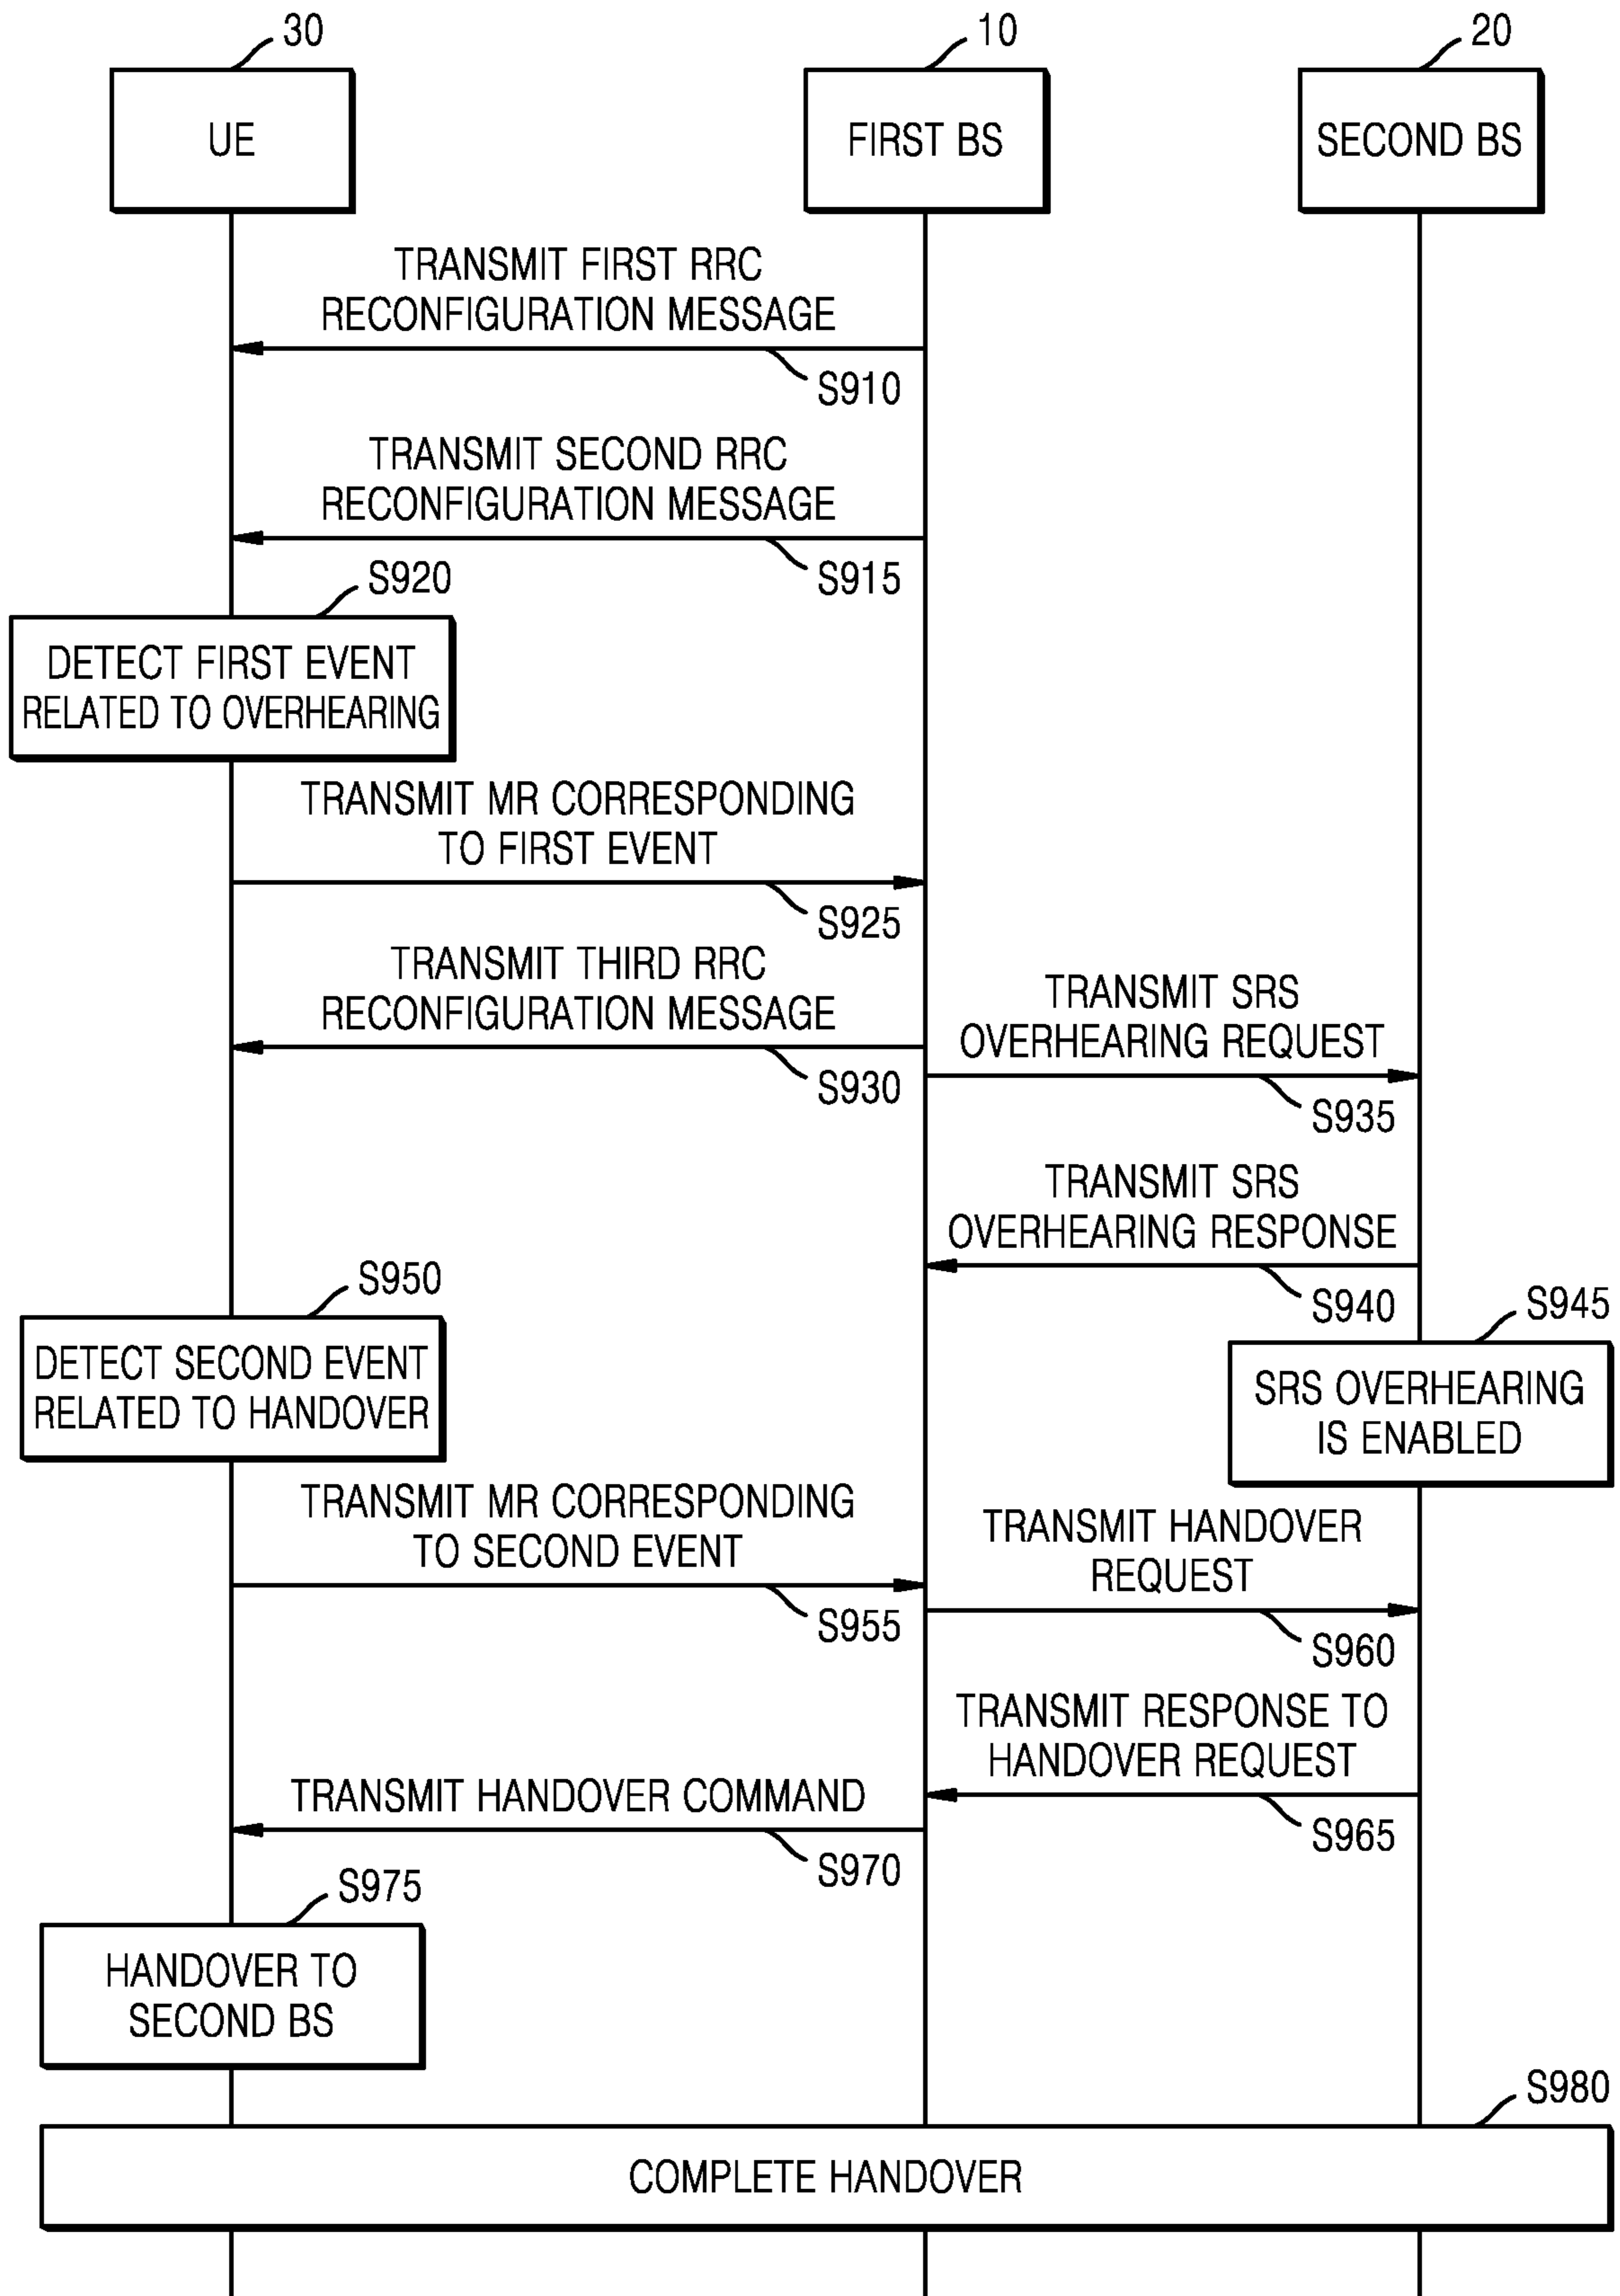 30
10
20
UE
FIRST BS
SECOND BS
TRANSMIT FIRST RRC
RECONFIGURATION MESSAGE
S910
TRANSMIT SECOND RRC
RECONFIGURATION MESSAGE
S915
S920
DETECT FIRST EVENT
RELATED TO OVERHEARING
TRANSMIT MR CORRESPONDING
TO FIRST EVENT
S925
TRANSMIT THIRD RRC
RECONFIGURATION MESSAGE
S930
TRANSMIT SRS
OVERHEARING REQUEST
S935
TRANSMIT SRS
OVERHEARING RESPONSE
S940
S945
SRS OVERHEARING
IS ENABLED
S950
DETECT SECOND EVENT
RELATED TO HANDOVER
TRANSMIT MR CORRESPONDING
TO SECOND EVENT
S955
TRANSMIT HANDOVER
REQUEST
S960
TRANSMIT RESPONSE TO
HANDOVER REQUEST
S965
TRANSMIT HANDOVER COMMAND
S970
S975
HANDOVER TO
SECOND BS
S980
COMPLETE HANDOVER